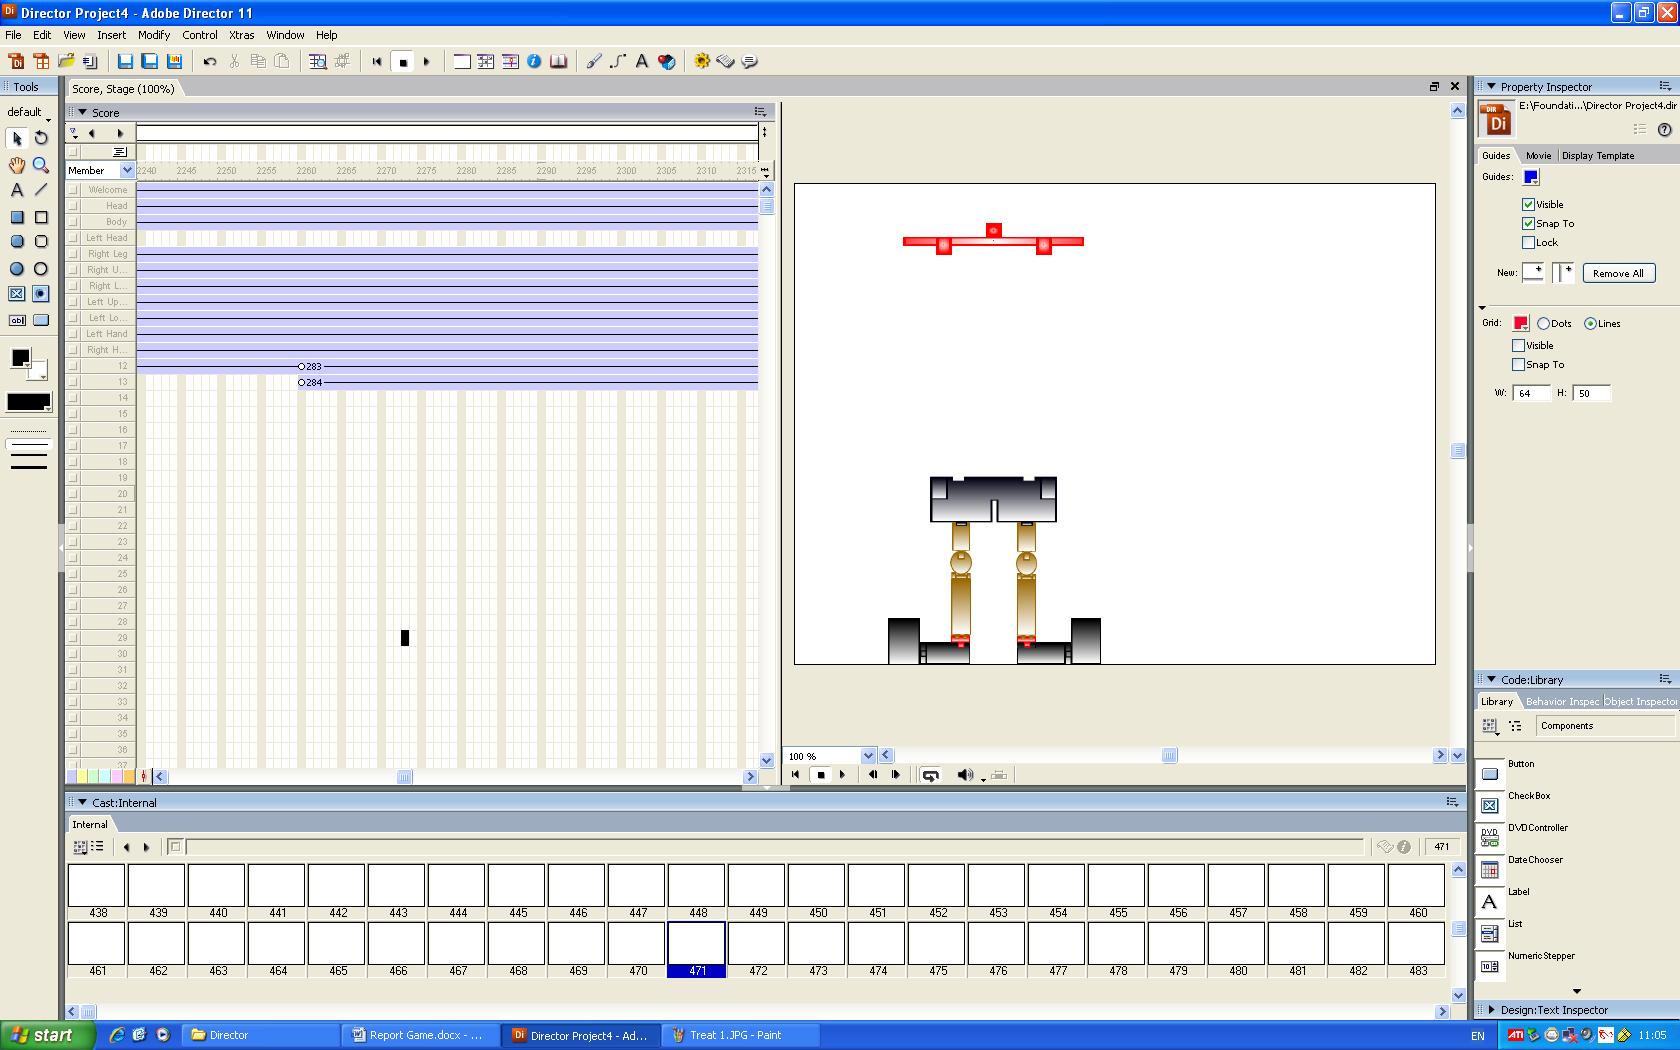 Director Project4 - Adobe Director 11
File Edit View Insert Modify Control Xtras Window Help
Tools
default
Score, Stage (100%)
Score
Member
2240 2245 2250 2255 2260 2265 2270 2275 2280 2285 2290 2295 2300 2305 2310 2315
Welcome
Head
Body
Left Head
Right Leg
Right U...
Right L...
Left Up...
Left Lo...
Left Hand
Right H...
12 283
13 284
14
15
16
17
18
19
20
21
22
23
24
25
26
27
28
29
30
31
32
33
34
35
36
37
100 %
Property Inspector
E:\Foundati...\Director Project4.dir
Guides Movie Display Template
Guides:
Visible
Snap To
Lock
New: Remove All
Grid: Dots Lines
Visible
Snap To
W: 64 H: 50
Code:Library
Library Behavior Inspec Object Inspector
Components
Button
CheckBox
DVDController
DateChooser
Label
List
NumericStepper
Design:Text Inspector
Cast:Internal
Internal
471
438 439 440 441 442 443 444 445 446 447 448 449 450 451 452 453 454 455 456 457 458 459 460
461 462 463 464 465 466 467 468 469 470 471 472 473 474 475 476 477 478 479 480 481 482 483
start Director Report Game.docx - ... Director Project4 - Ad... Treat 1.JPG - Paint EN ATI 11:05